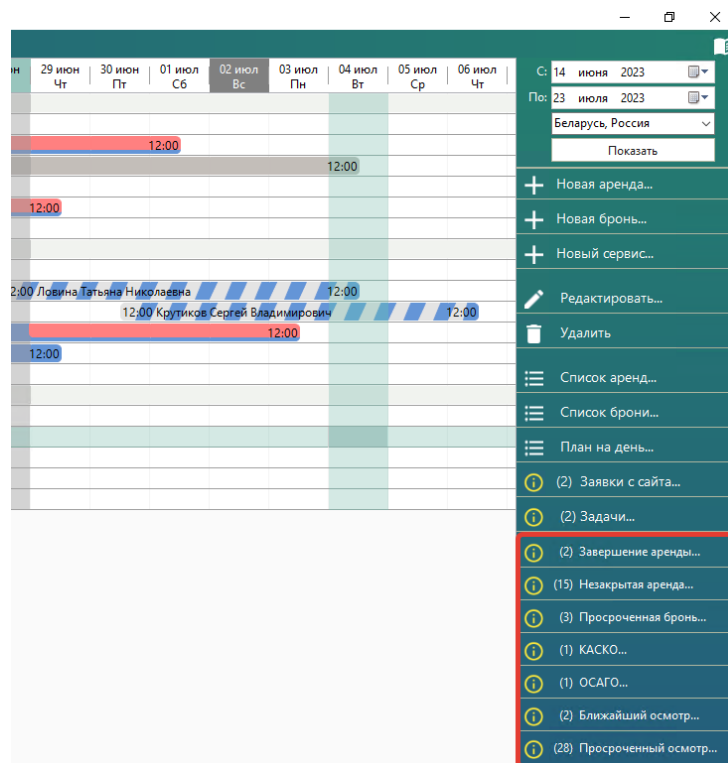 29 июн 30 июн 01 июл 02 июл 03 июл 04 июл 05 июл 06 июл
Чт Пт Сб Вс Пн Вт Ср Чт
12:00
12:00
12:00
Ловина Татьяна Николаевна 12:00
12:00 Крутиков Сергей Владимирович 12:00
12:00
12:00
С: 14 июня 2023
По: 23 июля 2023
Беларусь, Россия
Показать
Новая аренда...
Новая бронь...
Новый сервис...
Редактировать...
Удалить
Список аренд...
Список брони...
План на день...
(2) Заявки с сайта...
(2) Задачи...
(2) Завершение аренды...
(15) Незакрытая аренда...
(3) Просроченная бронь...
(1) КАСКО...
(1) ОСАГО...
(2) Ближайший осмотр...
(28) Просроченный осмотр...